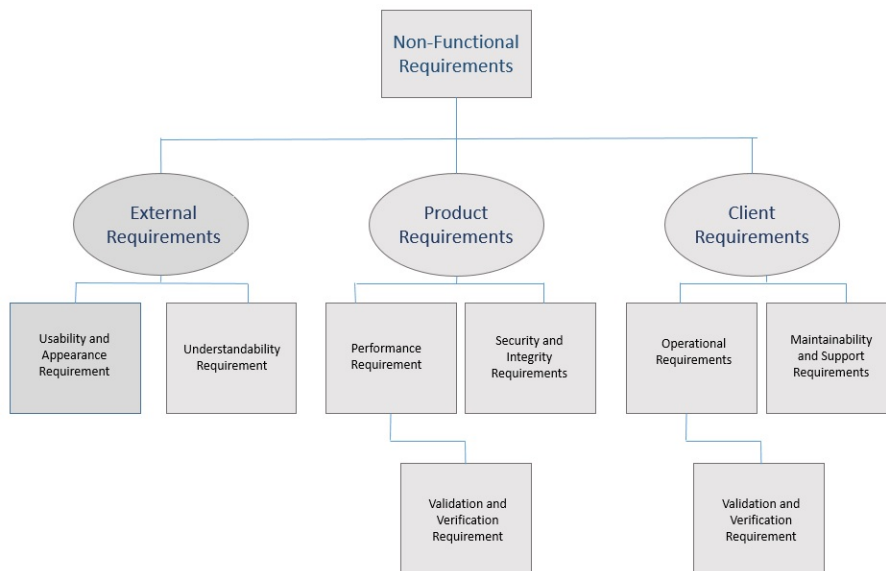 Non-Functional
Requirements
External
Requirements
Product
Requirements
Client
Requirements
Usability and
Appearance
Requirement
Understandability
Requirement
Performance
Requirement
Security and
Integrity
Requirements
Operational
Requirements
Maintainability
and Support
Requirements
Validation and
Verification
Requirement
Validation and
Verification
Requirement